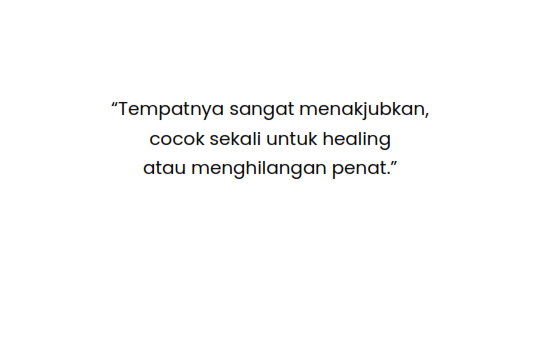 “Tempatnya sangat menakjubkan,
cocok sekali untuk healing
atau menghilangan penat.”